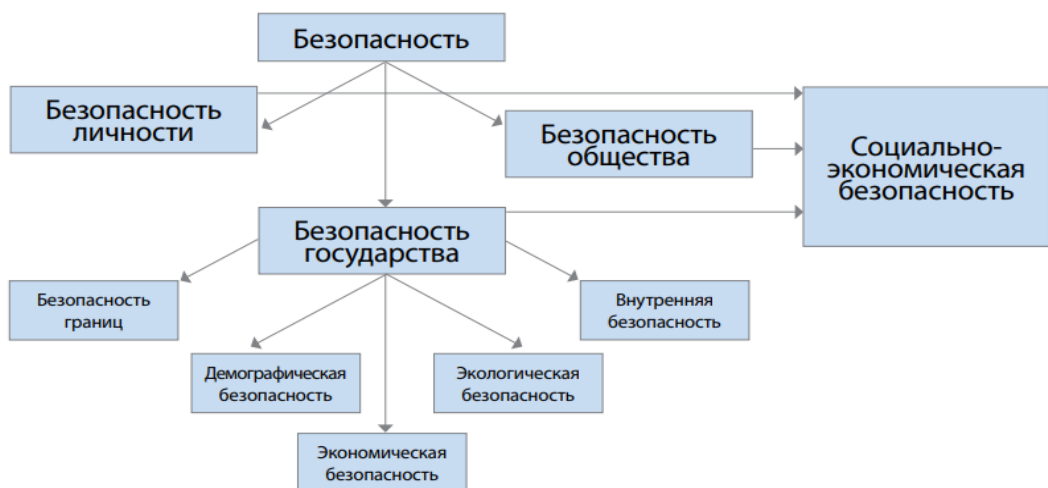 Безопасность
Безопасность
личности
Безопасность
общества
Социально-
экономическая
безопасность
Безопасность
государства
Безопасность
границ
Внутренняя
безопасность
Демографическая
безопасность
Экологическая
безопасность
Экономическая
безопасность